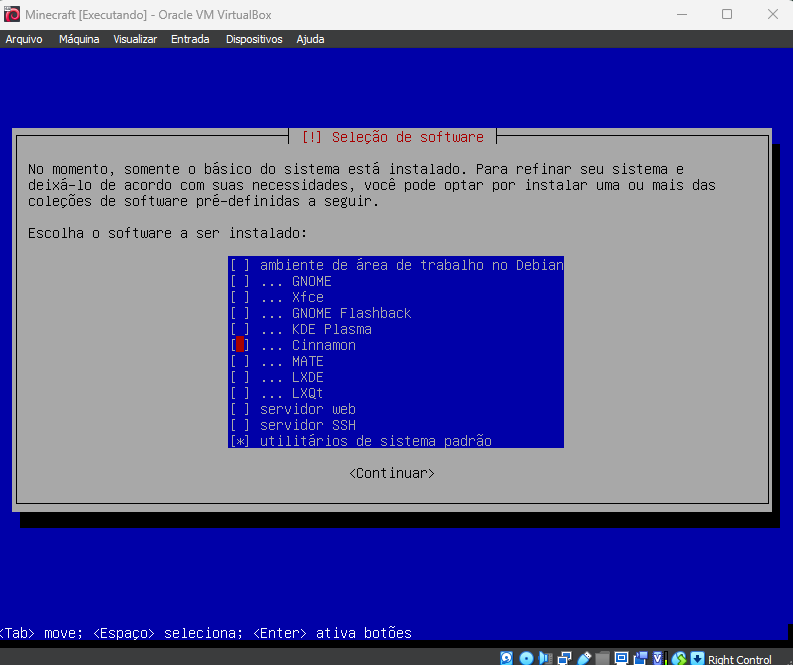 Minecraft [Executando] - Oracle VM VirtualBox
Arquivo Máquina Visualizar Entrada Dispositivos Ajuda
[!] Seleção de software
No momento, somente o básico do sistema está instalado. Para refinar seu sistema e
deixá-lo de acordo com suas necessidades, você pode optar por instalar uma ou mais das
coleções de software pré-definidas a seguir.
Escolha o software a ser instalado:
[ ] ambiente de área de trabalho no Debian
[ ] ... GNOME
[ ] ... Xfce
[ ] ... GNOME Flashback
[ ] ... KDE Plasma
[ ] ... Cinnamon
[ ] ... MATE
[ ] ... LXDE
[ ] ... LXQt
[ ] servidor web
[ ] servidor SSH
[*] utilitários de sistema padrão
<Continuar>
<Tab> move; <Espaço> seleciona; <Enter> ativa botões
Right Control